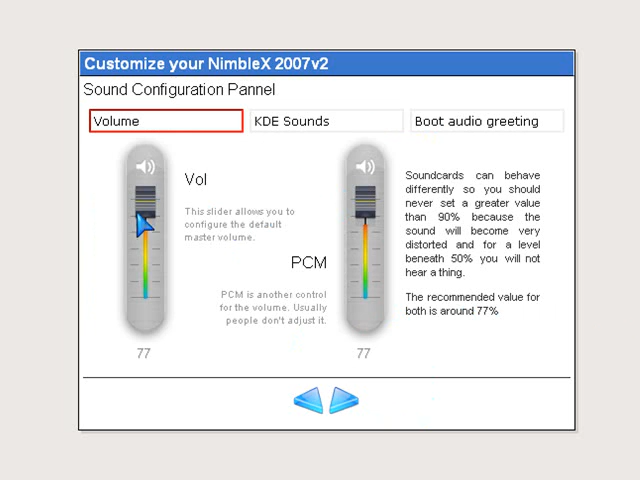 Customize your NimbleX 2007v2
Sound Configuration Pannel
Volume
KDE Sounds
Boot audio greeting
Vol
This slider allows you to
configure the default
master volume.
PCM
PCM is another control
for the volume. Usually
people don't adjust it.
Soundcards can behave
differently so you should
never set a greater value
than 90% because the
sound will become very
distorted and for a level
beneath 50% you will not
hear a thing.
The recommended value for
both is around 77%
77
77